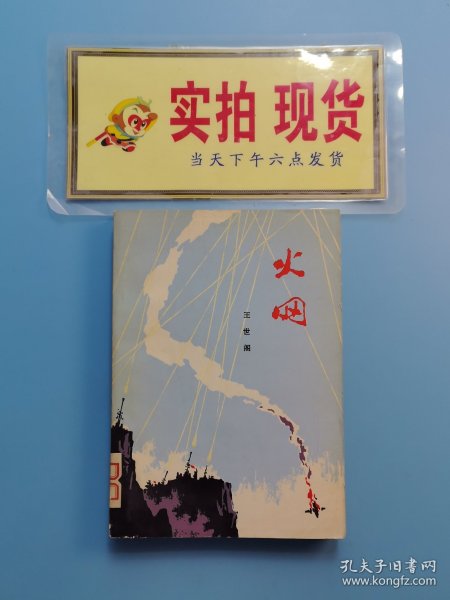 实拍 现货
当天下午六点发货
火网
王世阁
孔夫子旧书网
www.kongfz.com